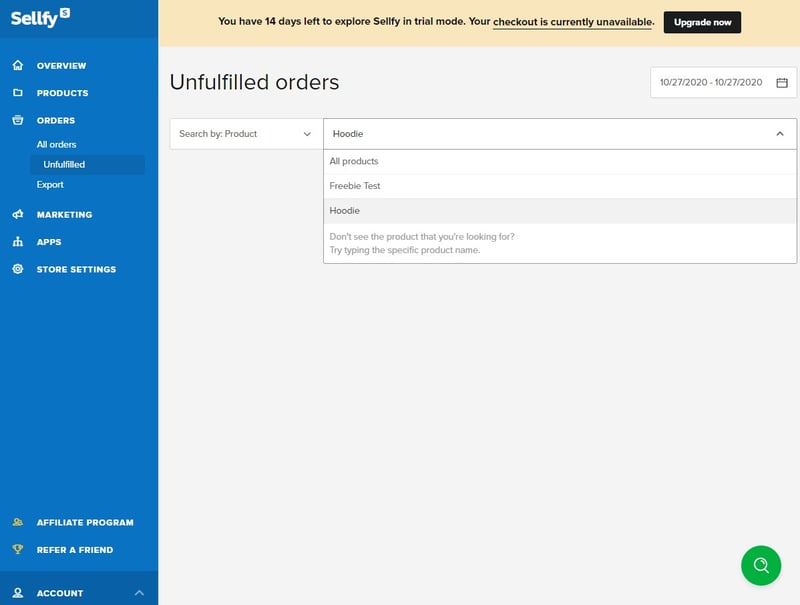 Sellfy S
You have 14 days left to explore Sellfy in trial mode. Your checkout is currently unavailable. Upgrade now
OVERVIEW
PRODUCTS
ORDERS
All orders
Unfulfilled
Export
MARKETING
APPS
STORE SETTINGS
AFFILIATE PROGRAM
REFER A FRIEND
ACCOUNT
Unfulfilled orders
10/27/2020 - 10/27/2020
Search by: Product
Hoodie
All products
Freebie Test
Hoodie
Don't see the product that you're looking for?
Try typing the specific product name.